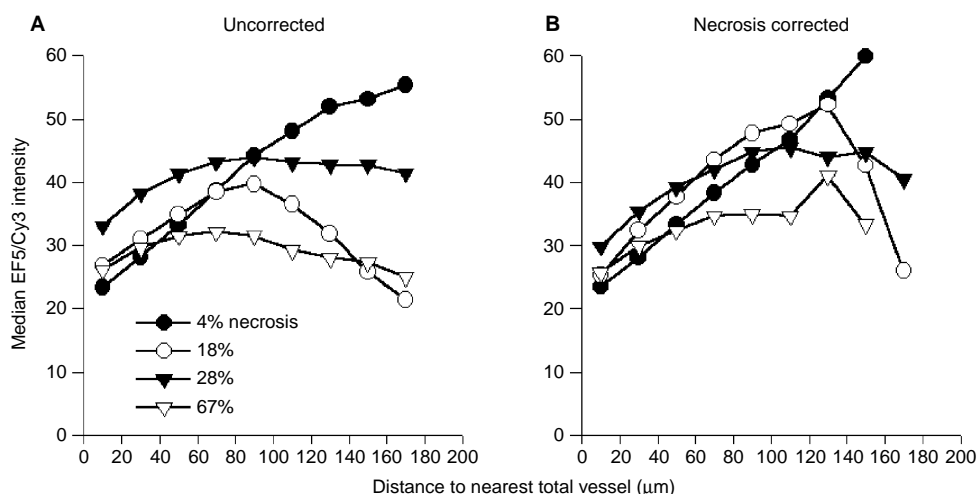 A
Uncorrected
B
Necrosis corrected
Median EF5/Cy3 intensity
60
50
40
30
20
10
0
4% necrosis
18%
28%
67%
0 20 40 60 80 100 120 140 160 180 200
60
50
40
30
20
10
0
0 20 40 60 80 100 120 140 160 180 200
Distance to nearest total vessel (μm)